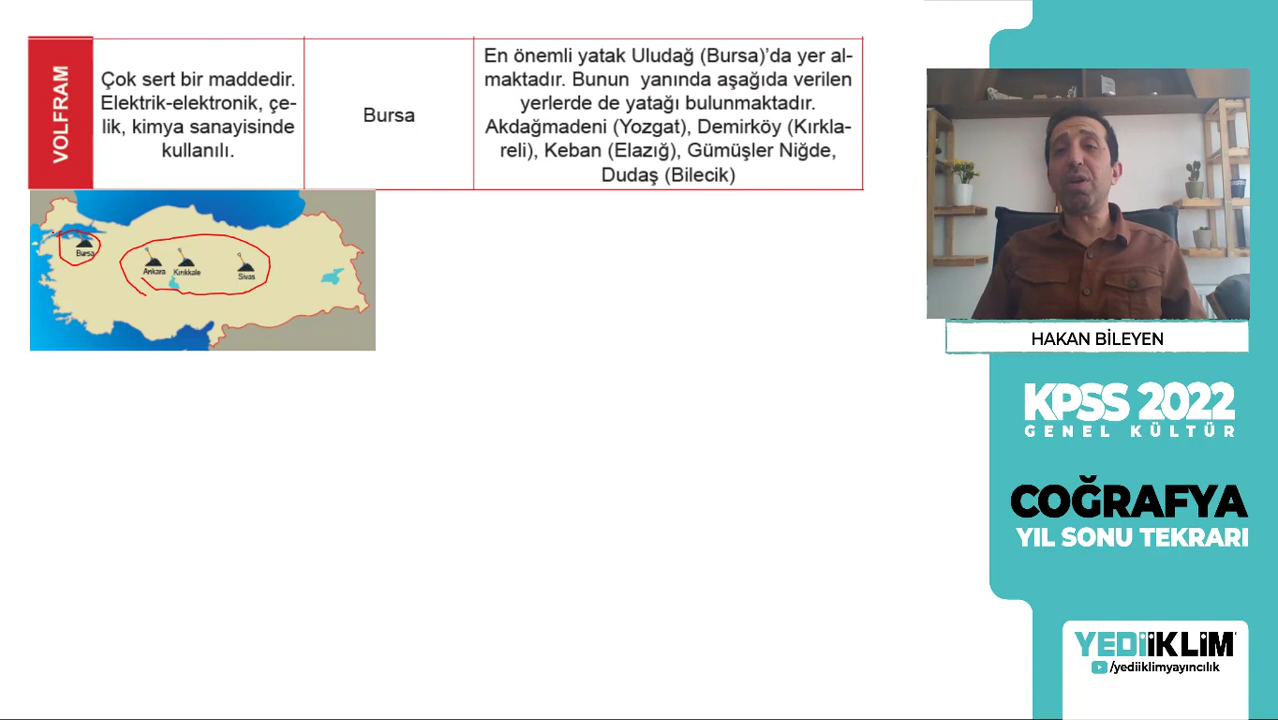 VOLFRAM
Çok sert bir maddedir.
Elektrik-elektronik, çe-
lik, kimya sanayisinde
kullanılı.
Bursa
En önemli yatak Uludağ (Bursa)'da yer al-
maktadır. Bunun yanında aşağıda verilen
yerlerde de yatağı bulunmaktadır.
Akdağmadeni (Yozgat), Demirköy (Kırkla-
reli), Keban (Elazığ), Gümüşler Niğde,
Dudaş (Bilecik)
Bursa
Ankara
Kırıkkale
Sivas
HAKAN BİLEYEN
KPSS 2022
GENEL KÜLTÜR
COĞRAFYA
YIL SONU TEKRARI
YEDİİKLİM
/yediiklimyayıncılık